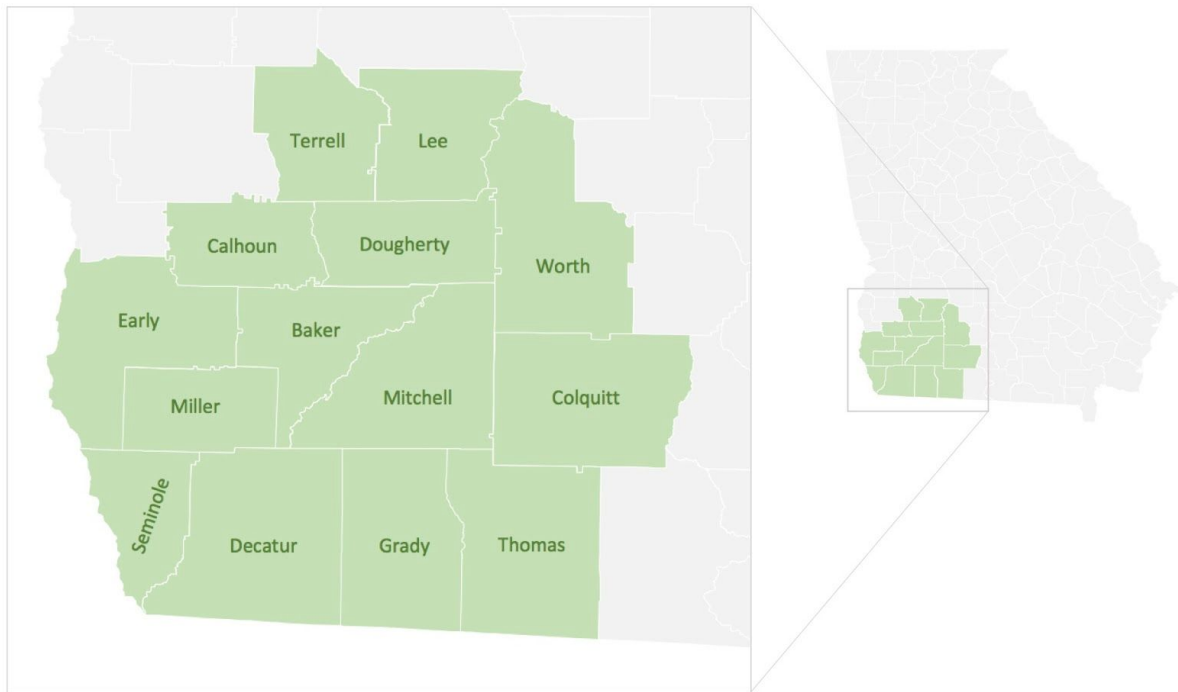 Terrell
Lee
Calhoun
Dougherty
Worth
Early
Baker
Miller
Mitchell
Colquitt
Seminole
Decatur
Grady
Thomas